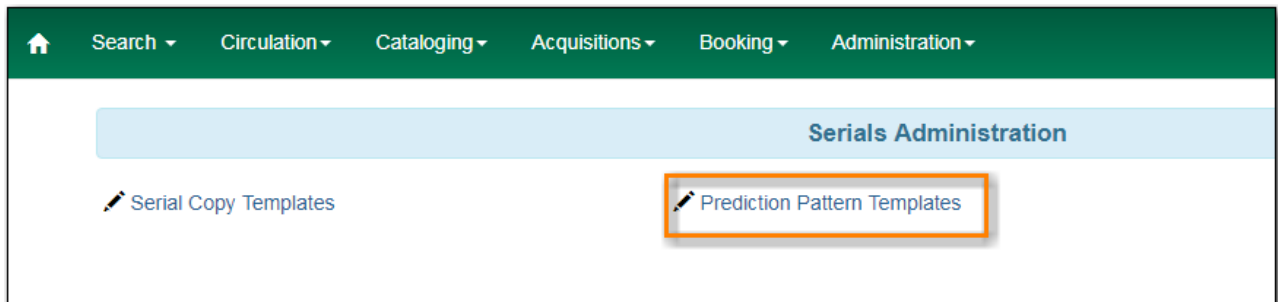 Search Circulation Cataloging Acquisitions Booking Administration
Serials Administration
Serial Copy Templates Prediction Pattern Templates